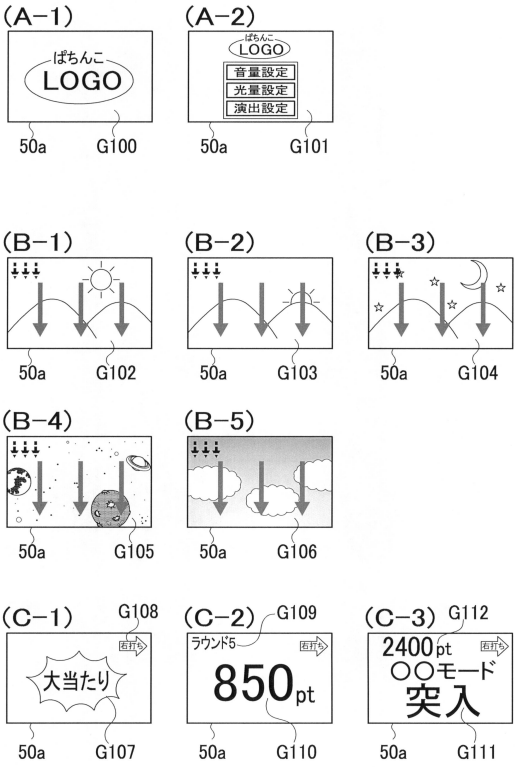 (A-1)
ぱちんこ
LOGO
50a
G100
(A-2)
ぱちんこ
LOGO
音量設定
光量設定
演出設定
50a
G101
(B-1)
50a
G102
(B-2)
50a
G103
(B-3)
50a
G104
(B-4)
50a
G105
(B-5)
50a
G106
(C-1)
G108
右打ち
大当たり
50a
G107
(C-2)
G109
ラウンド5
右打ち
850pt
50a
G110
(C-3)
G112
2400pt
右打ち
○○モード
突入
50a
G111